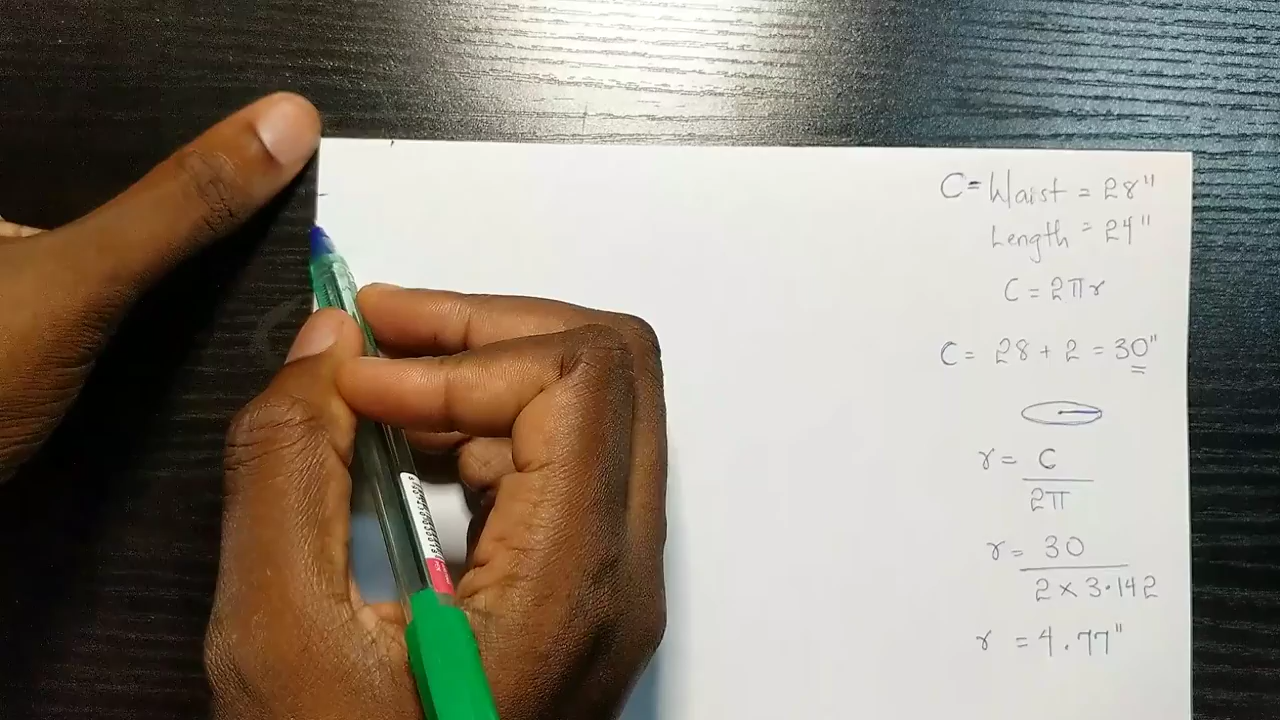 C= Waist = 28"
Length = 24"
C = 2πr
C = 28 + 2 = 30"
r = C
2π
r = 30
2 x 3.142
r = 4.77"